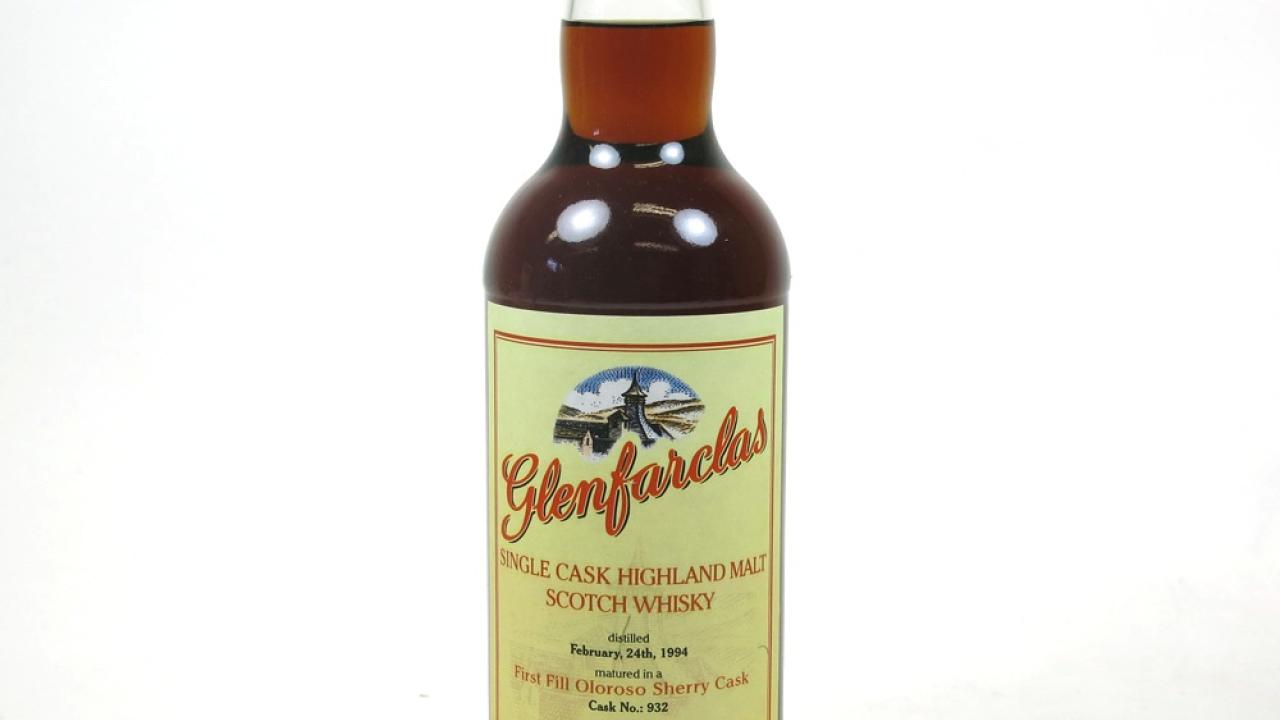 Glenfarclas
SINGLE CASK HIGHLAND MALT
SCOTCH WHISKY
distilled
February, 24th, 1994
matured in a
First Fill Oloroso Sherry Cask
Cask No.: 932